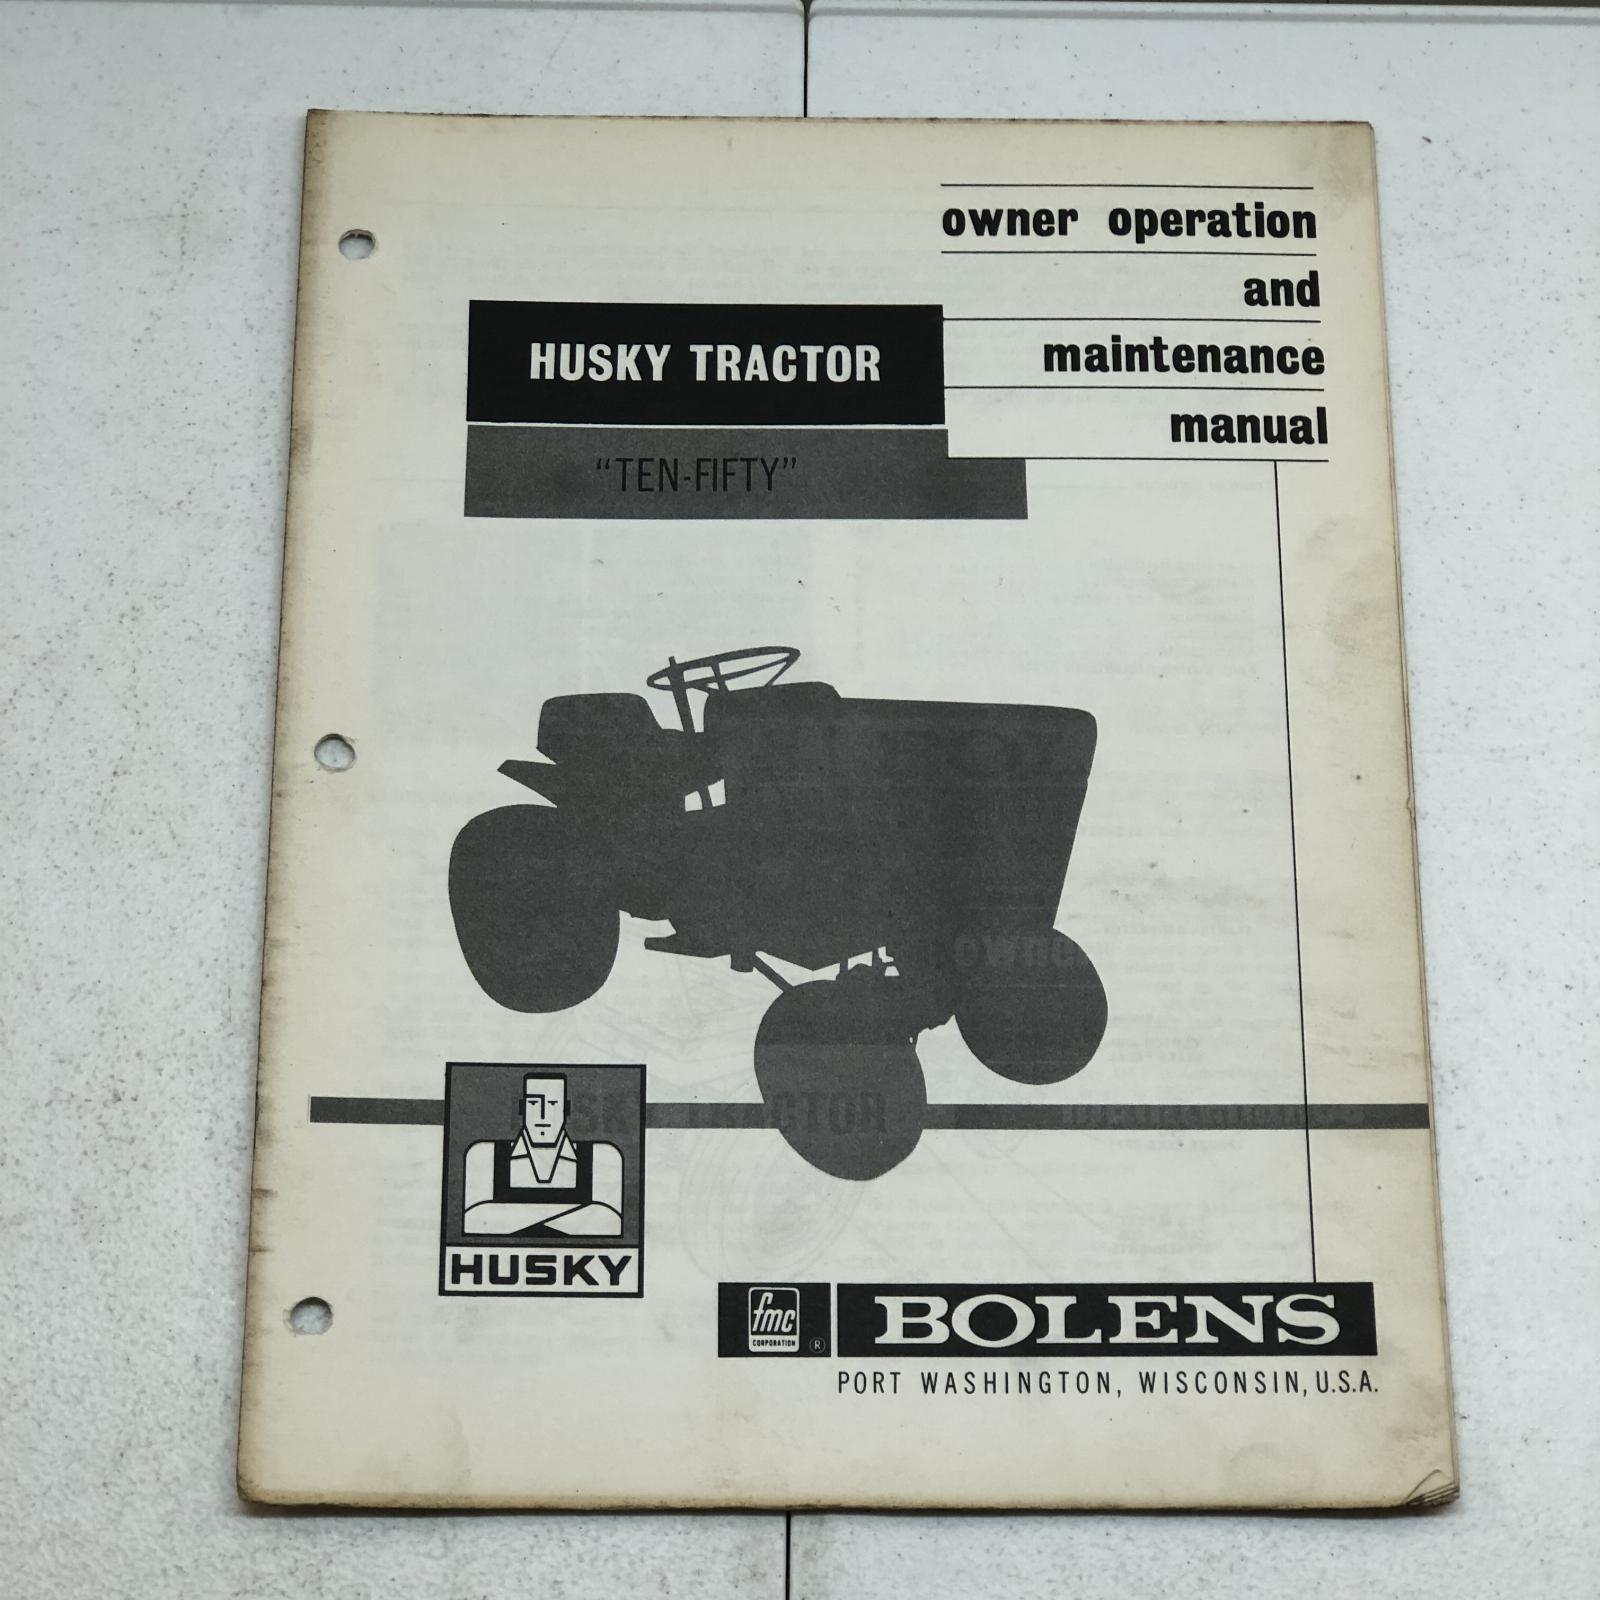 owner operation
and
maintenance
manual
HUSKY TRACTOR
"TEN-FIFTY"
HUSKY
fmc
CORPORATION
®
BOLENS
PORT WASHINGTON, WISCONSIN, U.S.A.